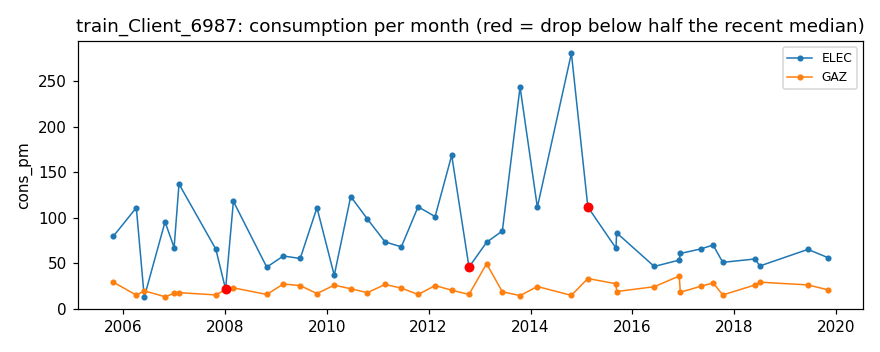 train_Client_6987: consumption per month (red = drop below half the recent median)
ELEC
GAZ
cons_pm
250
200
150
100
50
0
2006 2008 2010 2012 2014 2016 2018 2020